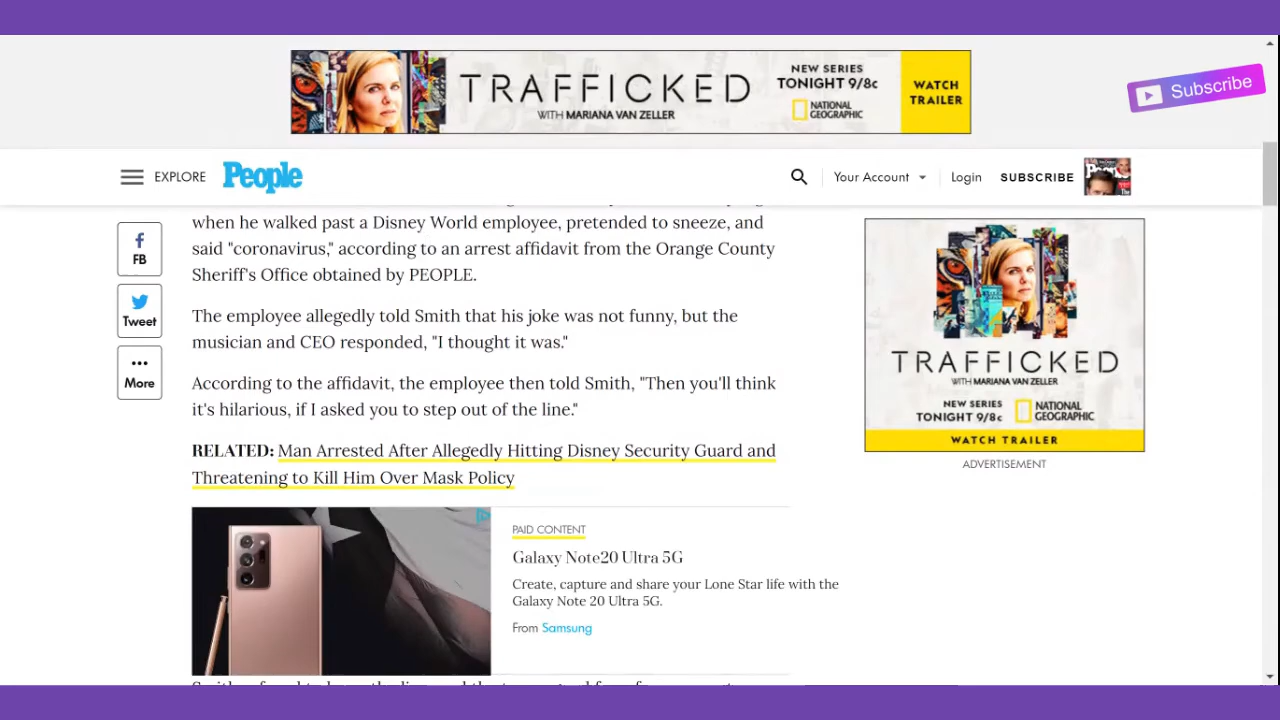 TRAFFICKED
WITH MARIANA VAN ZELLER
NEW SERIES
TONIGHT 9/8c
NATIONAL
GEOGRAPHIC
WATCH
TRAILER
Subscribe
EXPLORE
People
Your Account
Login
SUBSCRIBE
FB
Tweet
More
when he walked past a Disney World employee, pretended to sneeze, and
said "coronavirus," according to an arrest affidavit from the Orange County
Sheriff's Office obtained by PEOPLE.
The employee allegedly told Smith that his joke was not funny, but the
musician and CEO responded, "I thought it was."
According to the affidavit, the employee then told Smith, "Then you'll think
it's hilarious, if I asked you to step out of the line."
RELATED: Man Arrested After Allegedly Hitting Disney Security Guard and
Threatening to Kill Him Over Mask Policy
PAID CONTENT
Galaxy Note20 Ultra 5G
Create, capture and share your Lone Star life with the
Galaxy Note 20 Ultra 5G.
From Samsung
TRAFFICKED
WITH MARIANA VAN ZELLER
NEW SERIES
TONIGHT 9/8c
NATIONAL
GEOGRAPHIC
WATCH TRAILER
ADVERTISEMENT